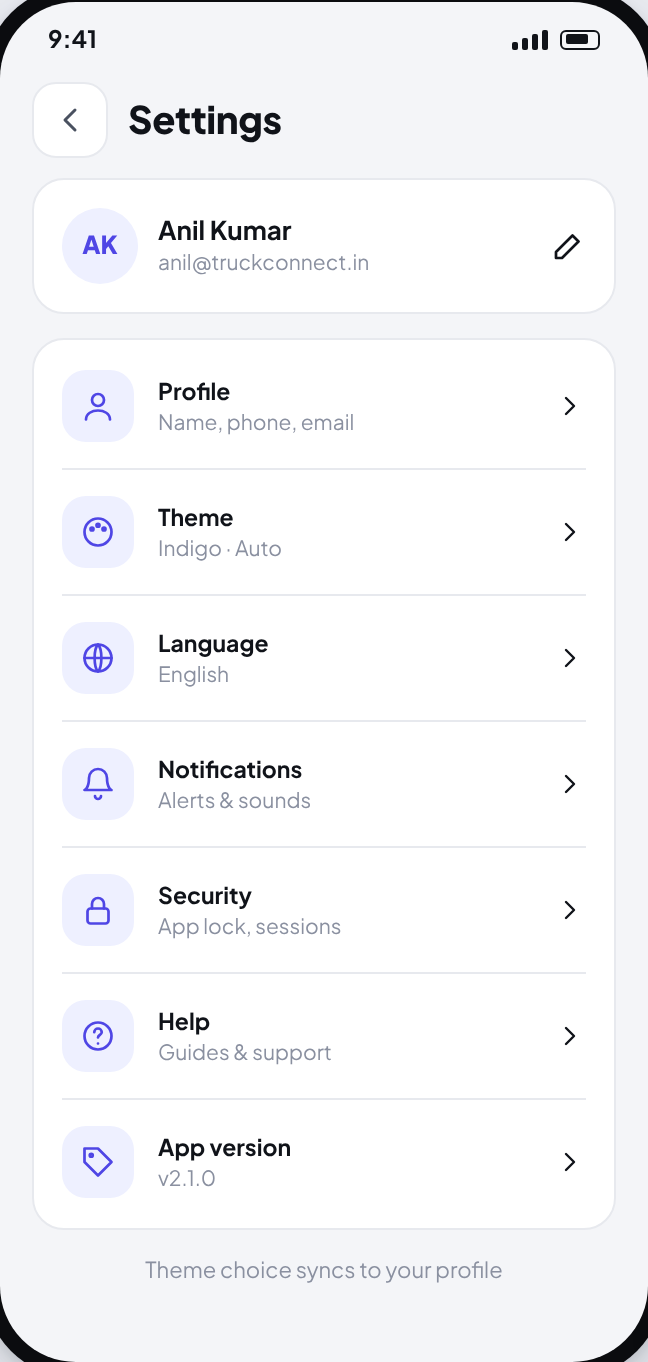 9:41
Settings
AK
Anil Kumar
anil@truckconnect.in
Profile
Name, phone, email
Theme
Indigo · Auto
Language
English
Notifications
Alerts & sounds
Security
App lock, sessions
Help
Guides & support
App version
v2.1.0
Theme choice syncs to your profile